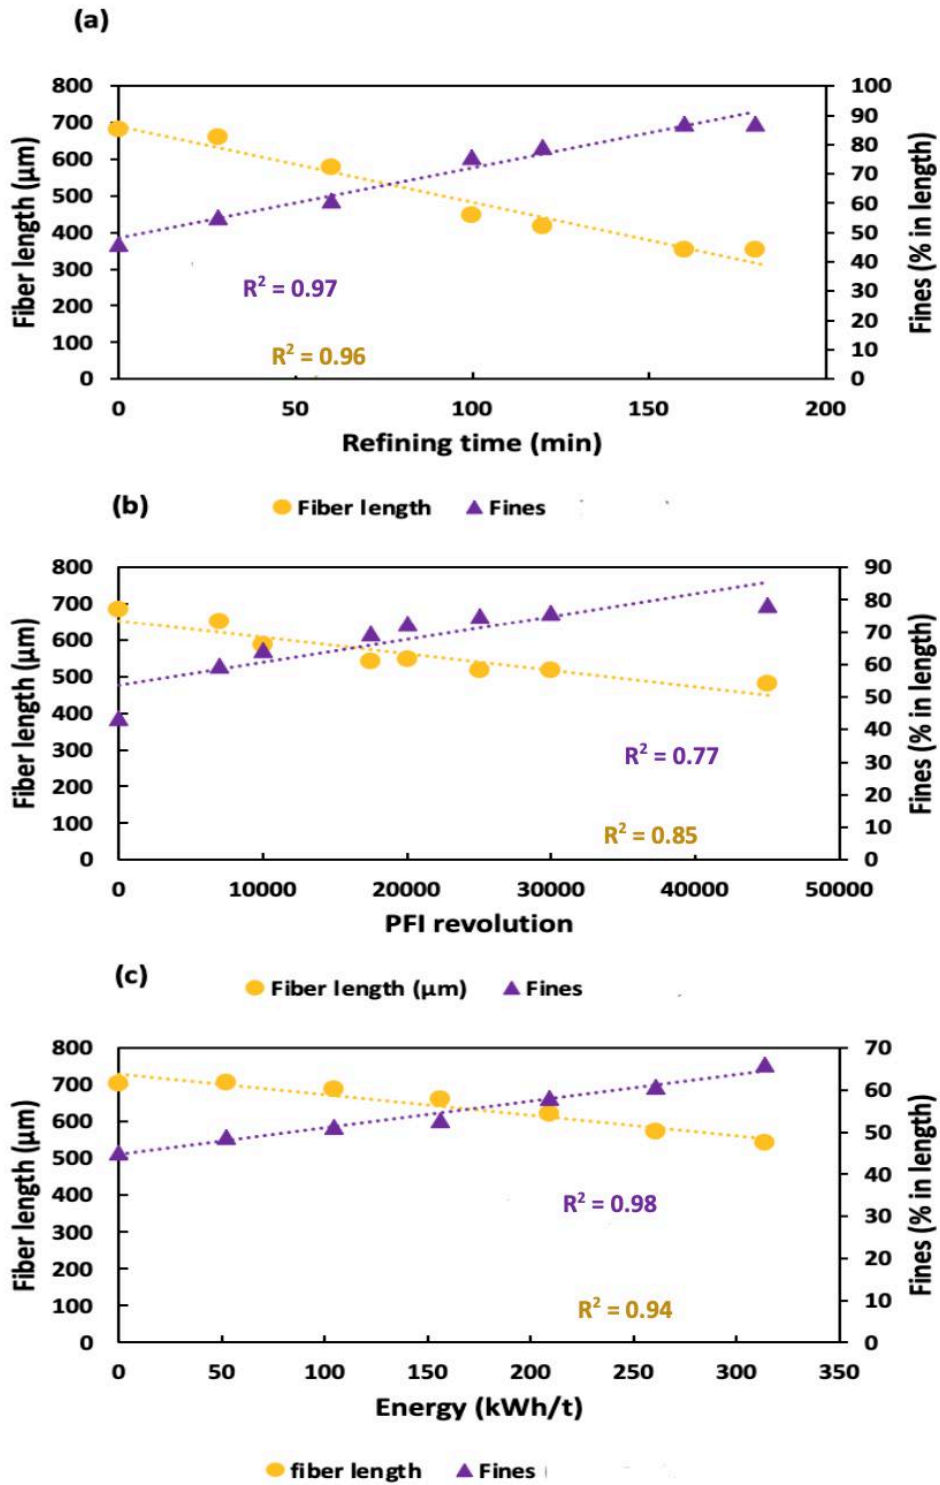 (a)
800
700
600
500
400
300
200
100
0
Fiber length (µm)
100
90
80
70
60
50
40
30
20
10
0
Fines (% in length)
R² = 0.97
R² = 0.96
0 50 100 150 200
Refining time (min)
Fiber length Fines
(b)
800
700
600
500
400
300
200
100
0
Fiber length (µm)
90
80
70
60
50
40
30
20
10
0
Fines (% in length)
R² = 0.77
R² = 0.85
0 10000 20000 30000 40000 50000
PFI revolution
Fiber length (µm) Fines
(c)
800
700
600
500
400
300
200
100
0
Fiber length (µm)
70
60
50
40
30
20
10
0
Fines (% in length)
R² = 0.98
R² = 0.94
0 50 100 150 200 250 300 350
Energy (kWh/t)
fiber length Fines